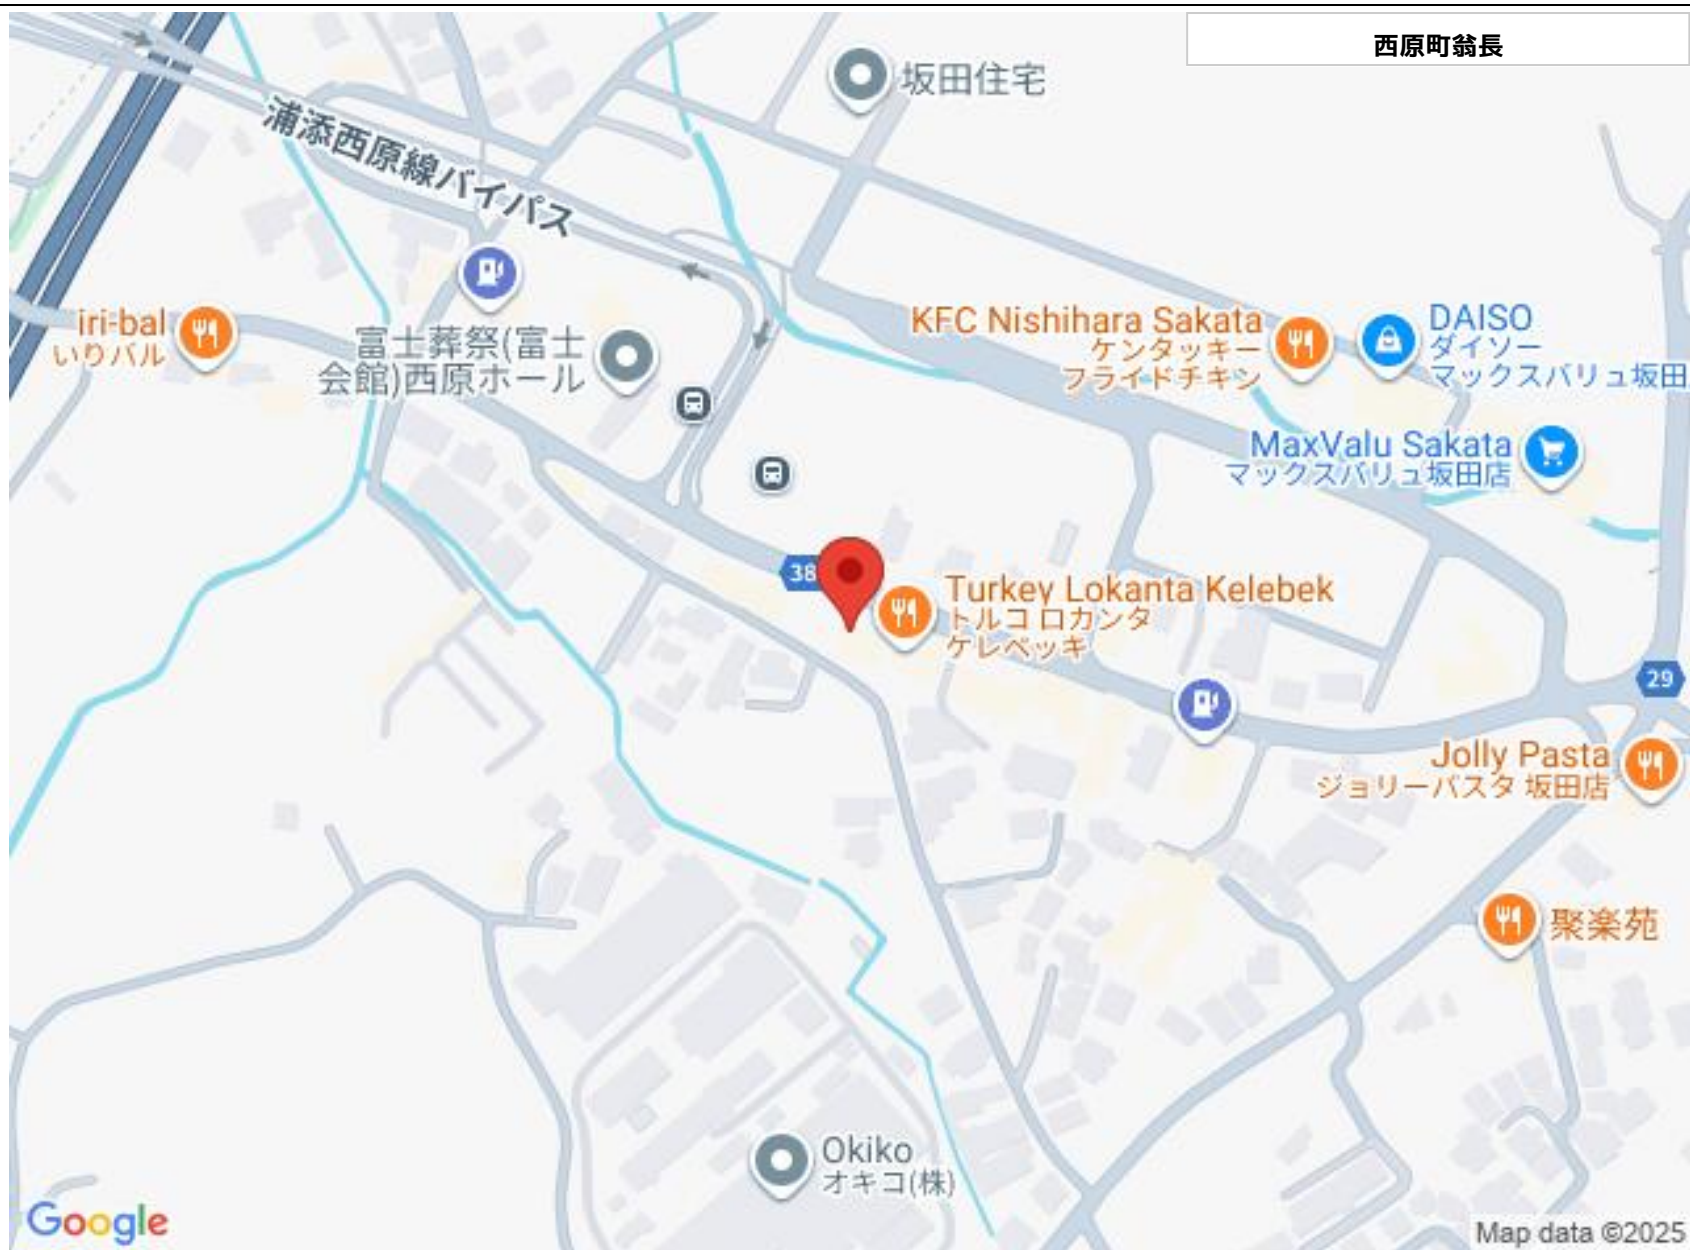 西原町翁長
坂田住宅
浦添西原線バイパス
iri-bal
いりバル
富士葬祭(富士
会館)西原ホール
KFC Nishihara Sakata
ケンタッキー
フライドチキン
DAISO
ダイソー
マックスバリュ坂田
MaxValu Sakata
マックスバリュ坂田店
38
Turkey Lokanta Kelebek
トルコ ロカンタ
ケレベッキ
29
Jolly Pasta
ジョリーパスタ 坂田店
聚楽苑
Okiko
オキコ(株)
Google
Map data ©2025